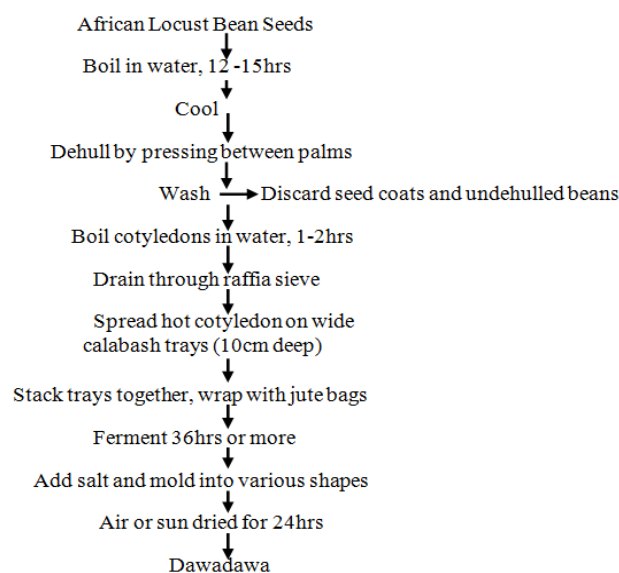 African Locust Bean Seeds
Boil in water, 12 -15hrs
Cool
Dehull by pressing between palms
Wash Discard seed coats and undehulled beans
Boil cotyledons in water, 1-2hrs
Drain through raffia sieve
Spread hot cotyledon on wide
calabash trays (10cm deep)
Stack trays together, wrap with jute bags
Ferment 36hrs or more
Add salt and mold into various shapes
Air or sun dried for 24hrs
Dawadawa